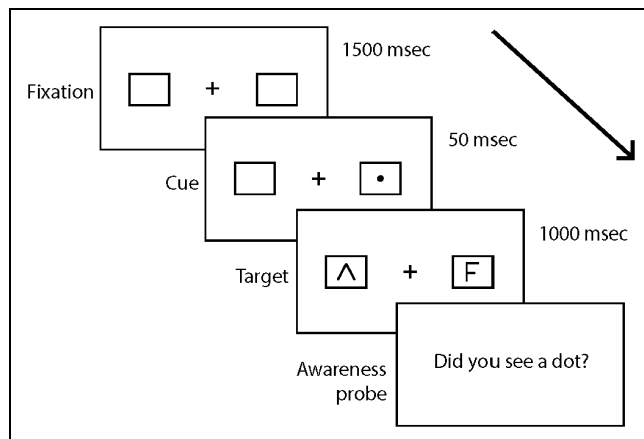 1500 msec
Fixation
+
50 msec
Cue
+
1000 msec
Target
^ + F
Awareness
probe
Did you see a dot?